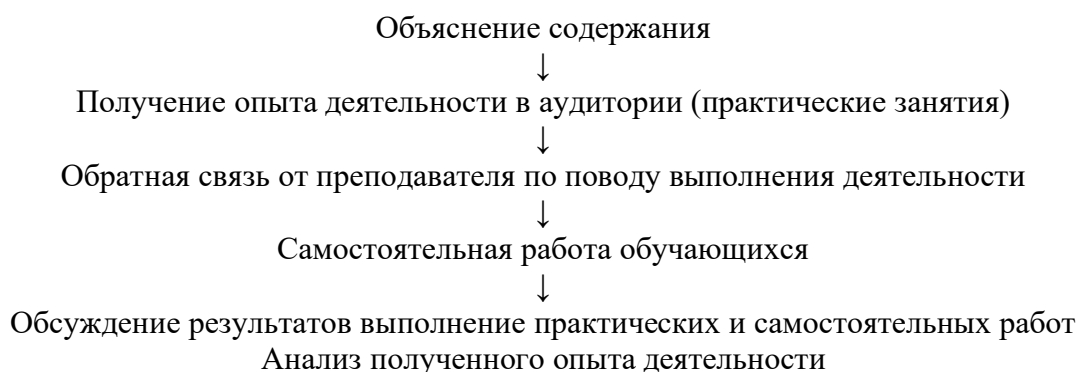 Объяснение содержания
↓
Получение опыта деятельности в аудитории (практические занятия)
↓
Обратная связь от преподавателя по поводу выполнения деятельности
↓
Самостоятельная работа обучающихся
↓
Обсуждение результатов выполнение практических и самостоятельных работ
Анализ полученного опыта деятельности